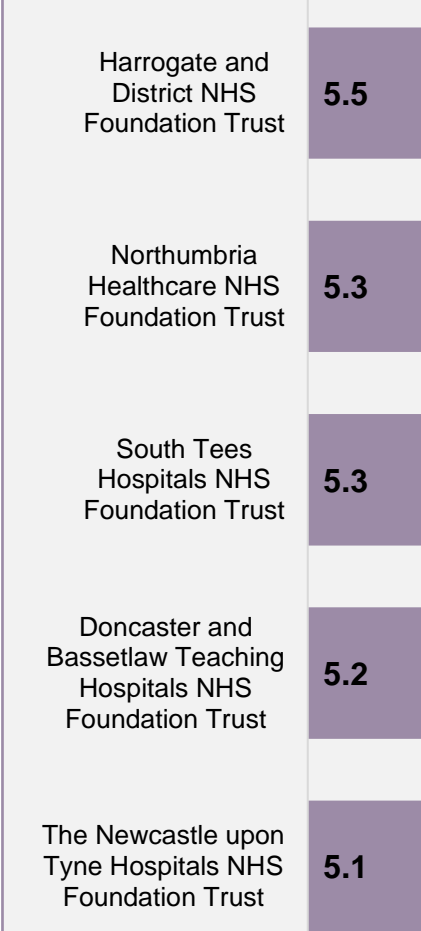 Harrogate and
District NHS
Foundation Trust
5.5
Northumbria
Healthcare NHS
Foundation Trust
5.3
South Tees
Hospitals NHS
Foundation Trust
5.3
Doncaster and
Bassetlaw Teaching
Hospitals NHS
Foundation Trust
5.2
The Newcastle upon
Tyne Hospitals NHS
Foundation Trust
5.1